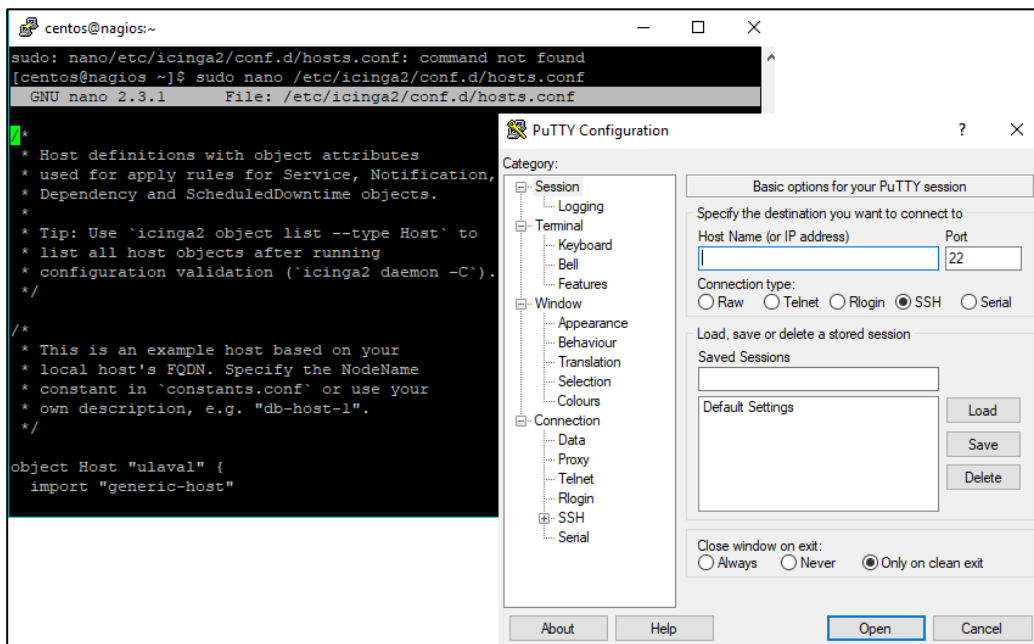 centos@nagios:~
sudo: nano/etc/icinga2/conf.d/hosts.conf: command not found
[centos@nagios ~]$ sudo nano /etc/icinga2/conf.d/hosts.conf
GNU nano 2.3.1 File: /etc/icinga2/conf.d/hosts.conf
/*
* Host definitions with object attributes
* used for apply rules for Service, Notification,
* Dependency and ScheduledDowntime objects.
*
* Tip: Use `icinga2 object list --type Host` to
* list all host objects after running
* configuration validation (`icinga2 daemon -C`).
*/
/*
* This is an example host based on your
* local host's FQDN. Specify the NodeName
* constant in `constants.conf` or use your
* own description, e.g. "db-host-1".
*/
object Host "ulaval" {
import "generic-host"
PuTTY Configuration
?
Category:
Session
Logging
Terminal
Keyboard
Bell
Features
Window
Appearance
Behaviour
Translation
Selection
Colours
Connection
Data
Proxy
Telnet
Rlogin
SSH
Serial
Basic options for your PuTTY session
Specify the destination you want to connect to
Host Name (or IP address) Port
22
Connection type:
Raw Telnet Rlogin SSH Serial
Load, save or delete a stored session
Saved Sessions
Default Settings
Load
Save
Delete
Close window on exit:
Always Never Only on clean exit
About Help Open Cancel